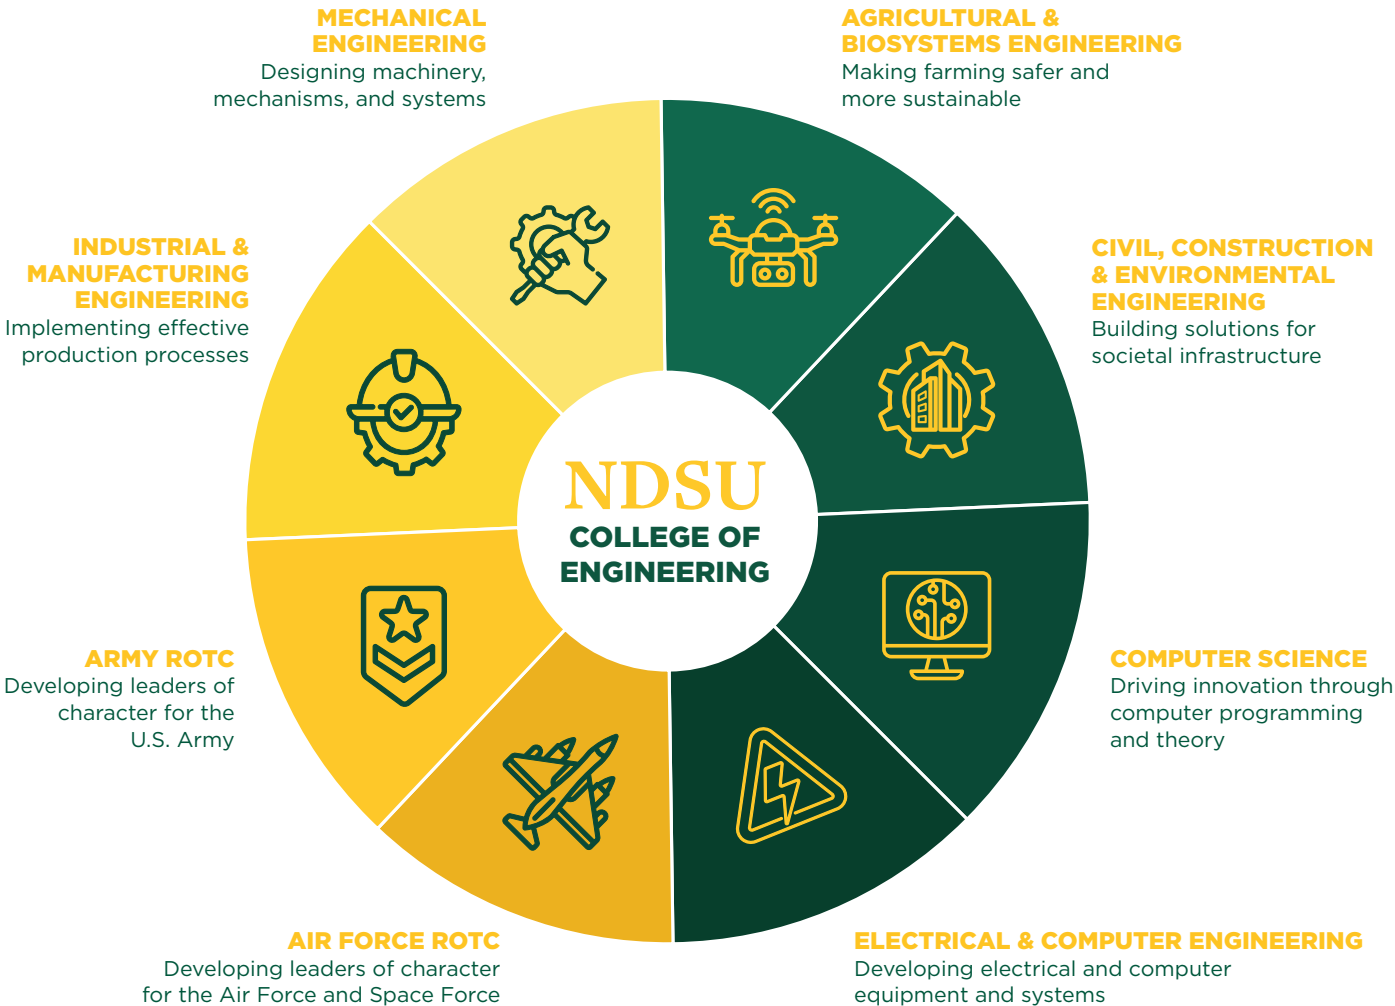 MECHANICAL
ENGINEERING
Designing machinery,
mechanisms, and systems
AGRICULTURAL &
BIOSYSTEMS ENGINEERING
Making farming safer and
more sustainable
INDUSTRIAL &
MANUFACTURING
ENGINEERING
Implementing effective
production processes
CIVIL, CONSTRUCTION
& ENVIRONMENTAL
ENGINEERING
Building solutions for
societal infrastructure
NDSU
COLLEGE OF
ENGINEERING
ARMY ROTC
Developing leaders of
character for the
U.S. Army
COMPUTER SCIENCE
Driving innovation through
computer programming
and theory
AIR FORCE ROTC
Developing leaders of character
for the Air Force and Space Force
ELECTRICAL & COMPUTER ENGINEERING
Developing electrical and computer
equipment and systems